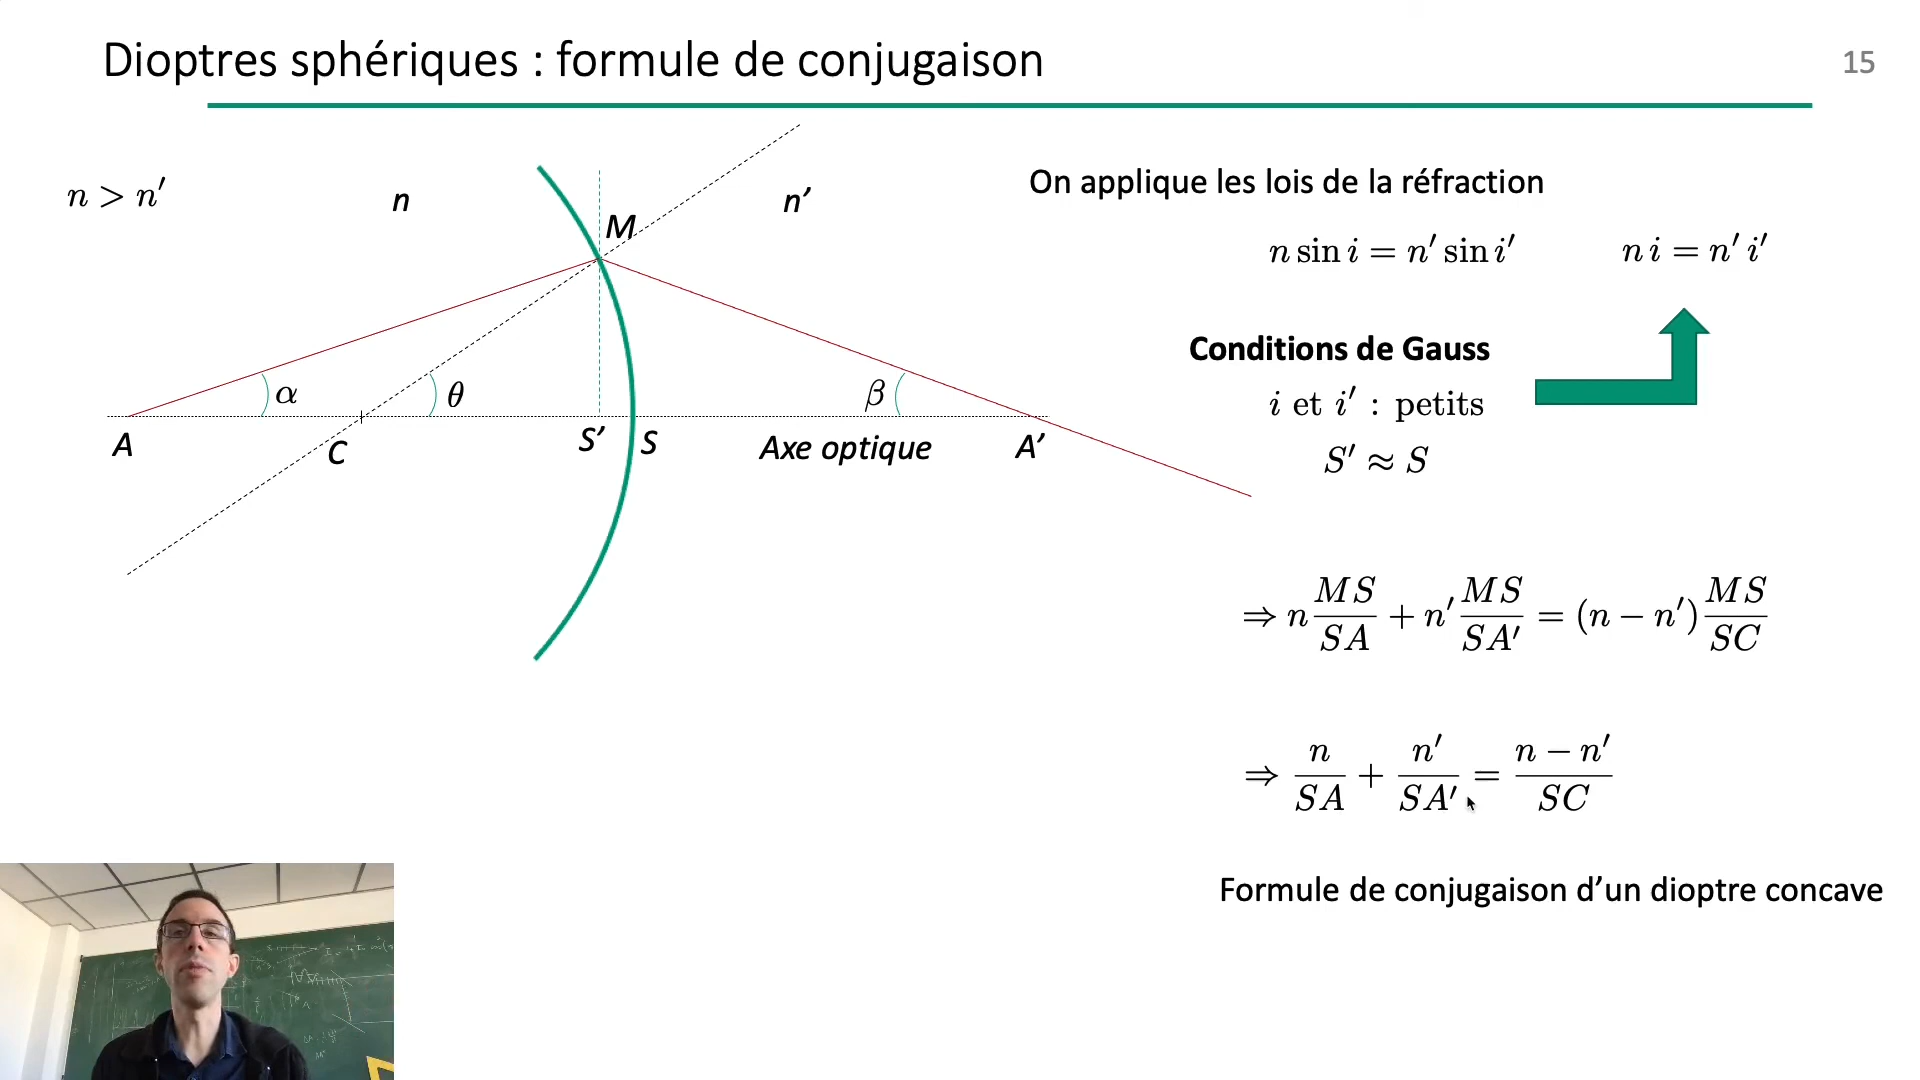 Dioptres sphériques : formule de conjugaison
15
n > n′
n
n’
M
α
θ
β
A
C
S’
S
Axe optique
A’
On applique les lois de la réfraction
n sin i = n′ sin i′
n i = n′ i′
Conditions de Gauss
i et i′ : petits
S′ ≈ S
⇒ n MS/SA + n′ MS/SA′ = (n − n′) MS/SC
⇒ n/SA + n′/SA′ = (n − n′)/SC
Formule de conjugaison d’un dioptre concave